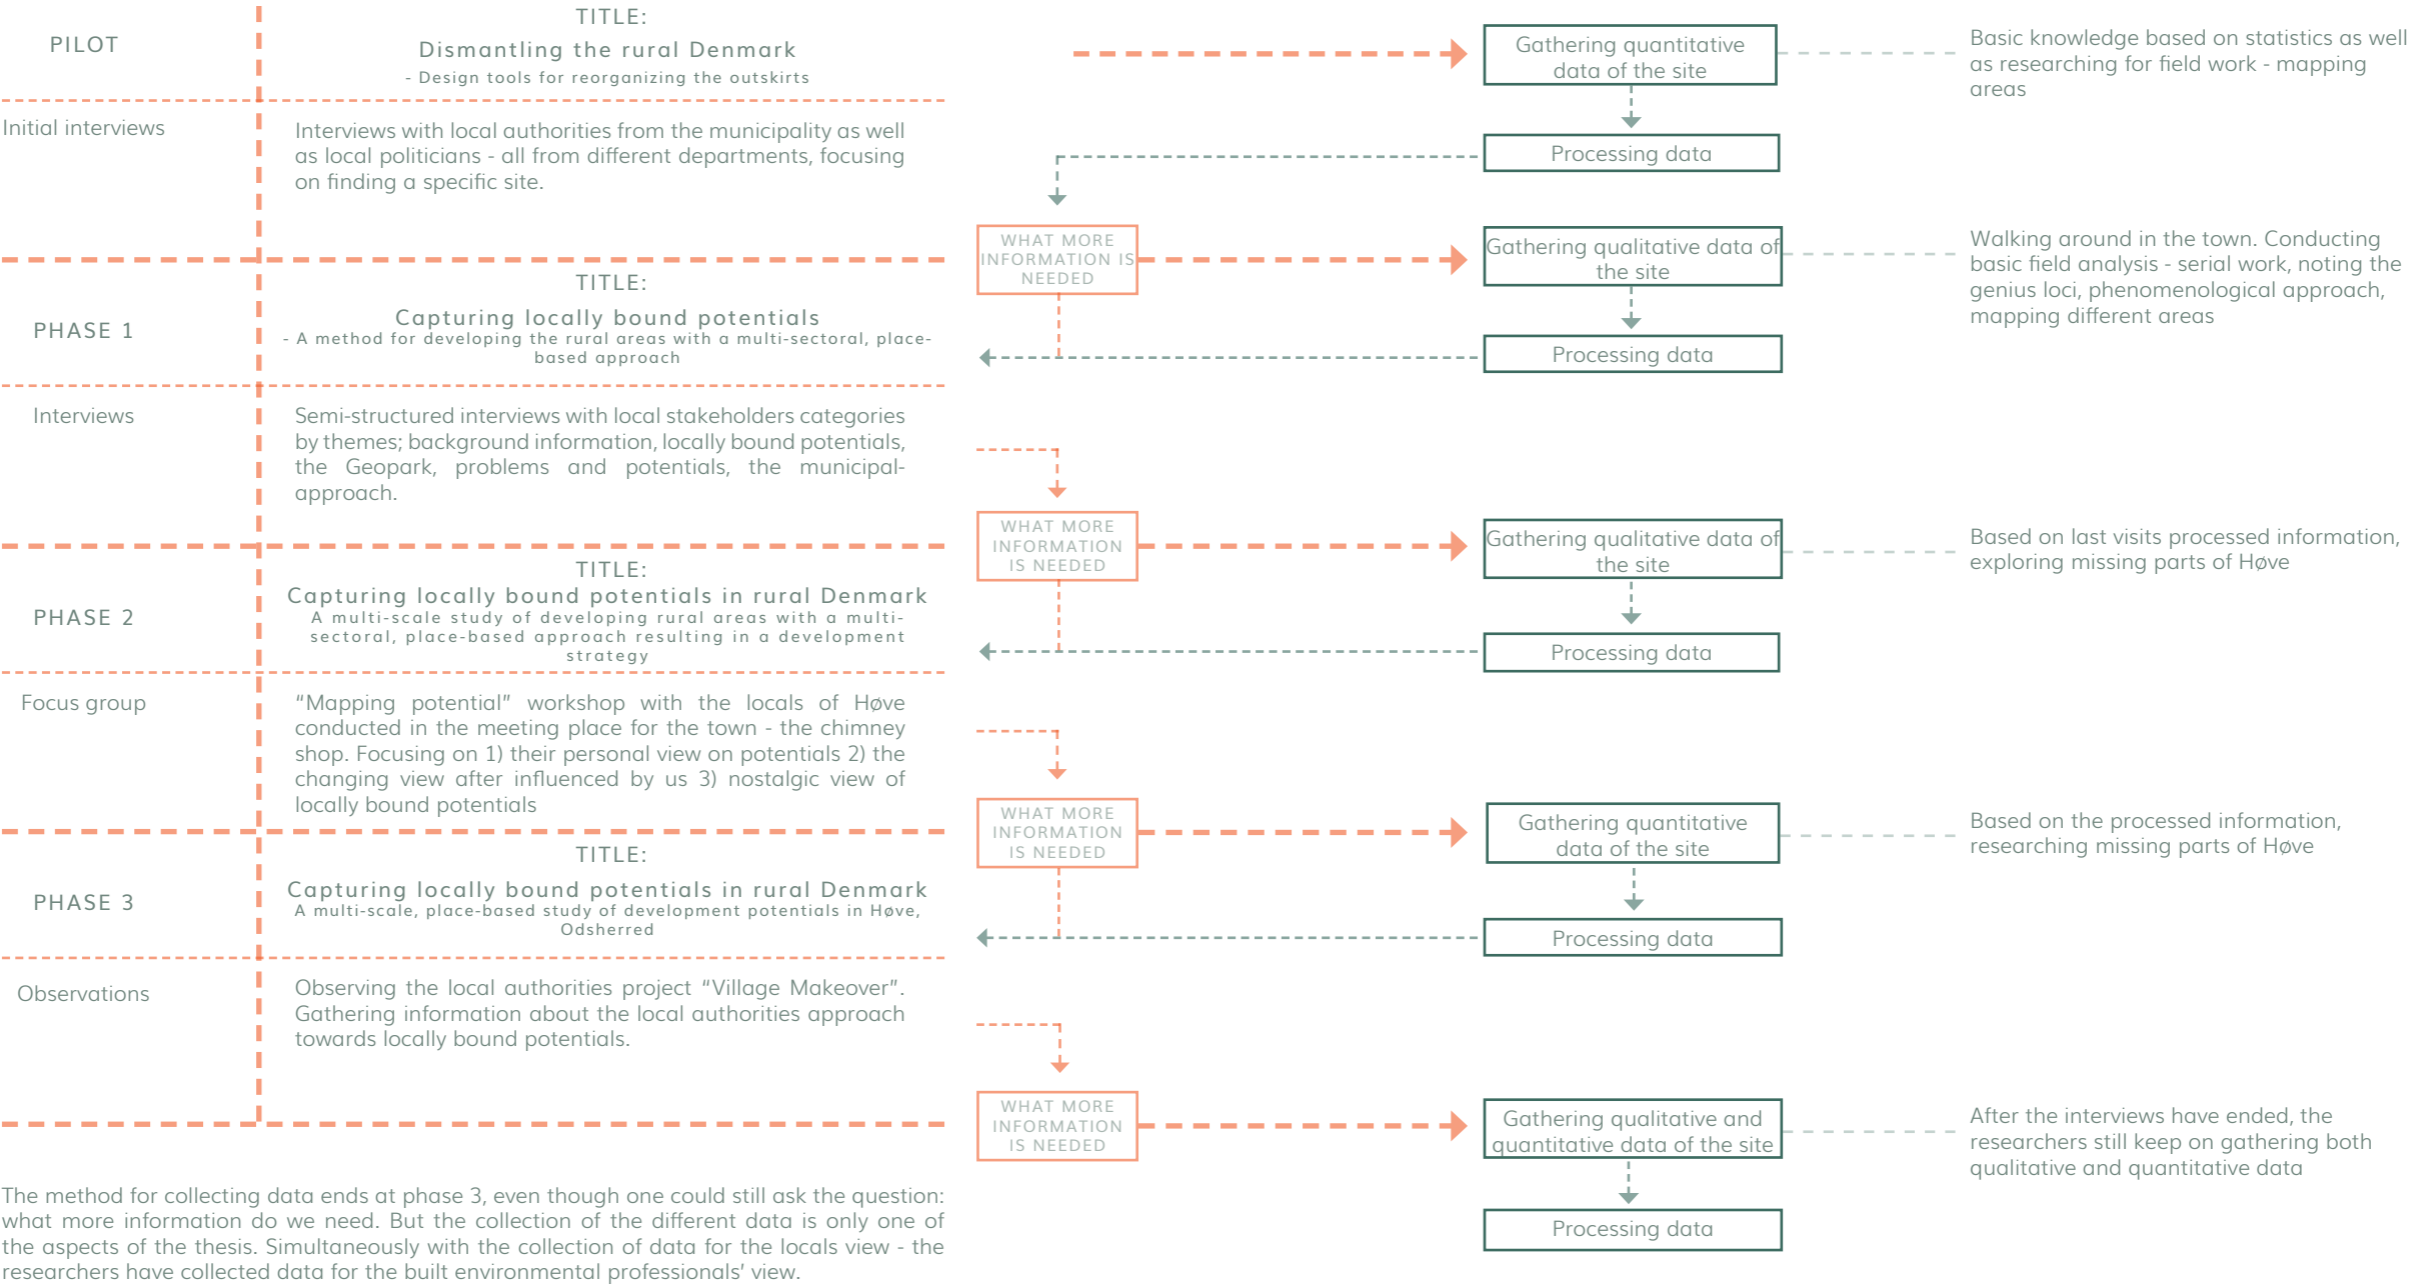 PILOT
TITLE:
Dismantling the rural Denmark
- Design tools for reorganizing the outskirts
Initial interviews
Interviews with local authorities from the municipality as well
as local politicians - all from different departments, focusing
on finding a specific site.
PHASE 1
TITLE:
Capturing locally bound potentials
- A method for developing the rural areas with a multi-sectoral, place-
based approach
Interviews
Semi-structured interviews with local stakeholders categories
by themes; background information, locally bound potentials,
the Geopark, problems and potentials, the municipal-
approach.
PHASE 2
TITLE:
Capturing locally bound potentials in rural Denmark
A multi-scale study of developing rural areas with a multi-
sectoral, place-based approach resulting in a development
strategy
Focus group
“Mapping potential” workshop with the locals of Høve
conducted in the meeting place for the town - the chimney
shop. Focusing on 1) their personal view on potentials 2) the
changing view after influenced by us 3) nostalgic view of
locally bound potentials
PHASE 3
TITLE:
Capturing locally bound potentials in rural Denmark
A multi-scale, place-based study of development potentials in Høve,
Odsherred
Observations
Observing the local authorities project “Village Makeover”.
Gathering information about the local authorities approach
towards locally bound potentials.
The method for collecting data ends at phase 3, even though one could still ask the question:
what more information do we need. But the collection of the different data is only one of
the aspects of the thesis. Simultaneously with the collection of data for the locals view - the
researchers have collected data for the built environmental professionals’ view.
Gathering quantitative
data of the site
Basic knowledge based on statistics as well
as researching for field work - mapping
areas
Processing data
WHAT MORE
INFORMATION IS
NEEDED
Gathering qualitative data of
the site
Walking around in the town. Conducting
basic field analysis - serial work, noting the
genius loci, phenomenological approach,
mapping different areas
Processing data
WHAT MORE
INFORMATION
IS NEEDED
Gathering qualitative data of
the site
Based on last visits processed information,
exploring missing parts of Høve
Processing data
WHAT MORE
INFORMATION
IS NEEDED
Gathering quantitative
data of the site
Based on the processed information,
researching missing parts of Høve
Processing data
WHAT MORE
INFORMATION
IS NEEDED
Gathering qualitative and
quantitative data of the site
After the interviews have ended, the
researchers still keep on gathering both
qualitative and quantitative data
Processing data